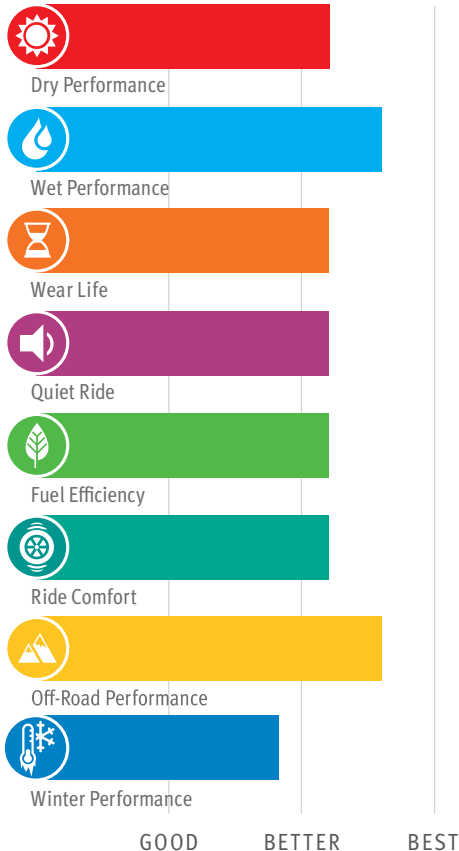 Dry Performance
Wet Performance
Wear Life
Quiet Ride
Fuel Efficiency
Ride Comfort
Off-Road Performance
Winter Performance
GOOD BETTER BEST